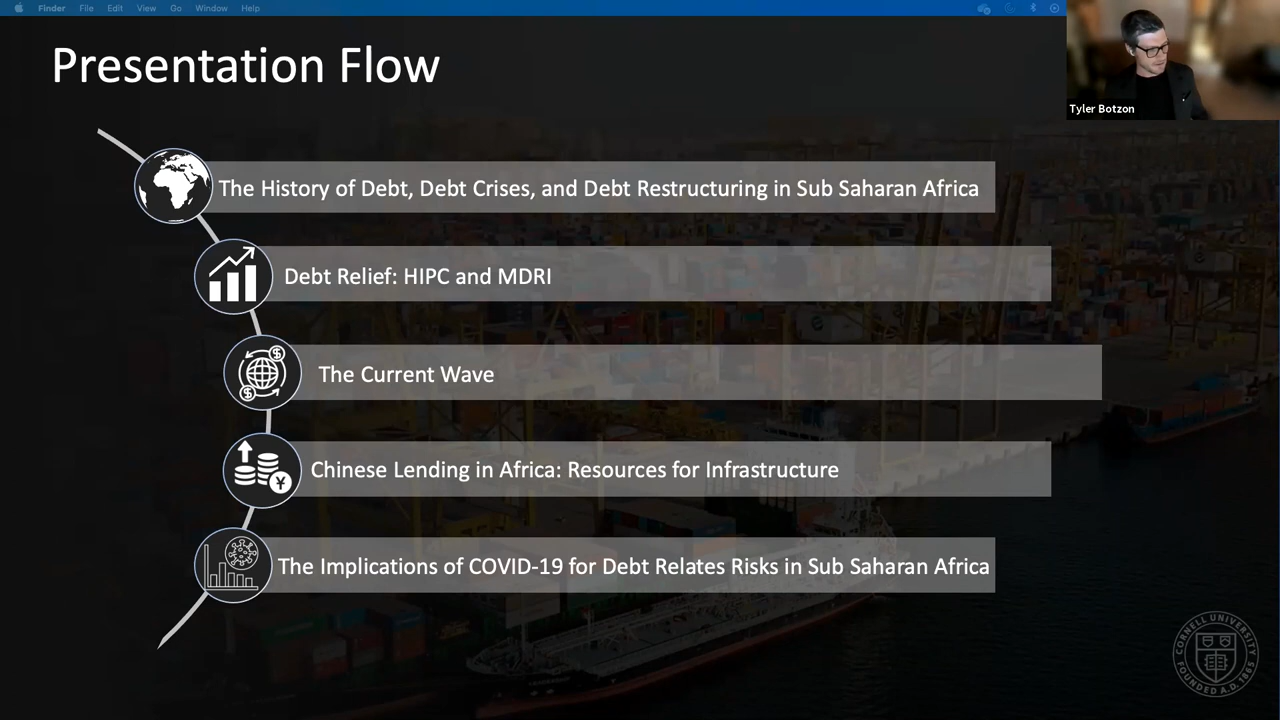 Finder File Edit View Go Window Help
Presentation Flow
Tyler Botzon
The History of Debt, Debt Crises, and Debt Restructuring in Sub Saharan Africa
Debt Relief: HIPC and MDRI
$
$
The Current Wave
¥
Chinese Lending in Africa: Resources for Infrastructure
The Implications of COVID-19 for Debt Relates Risks in Sub Saharan Africa
CORNELL UNIVERSITY
FOUNDED A.D. 1865